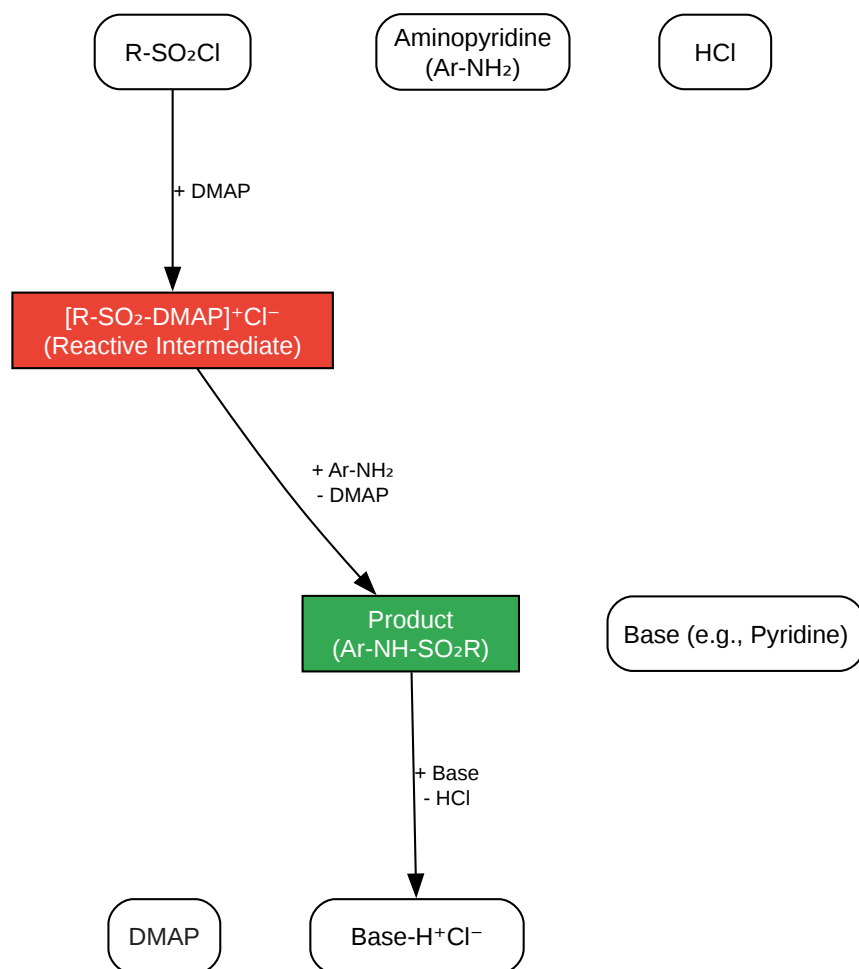 R-SO₂Cl
Aminopyridine
(Ar-NH₂)
HCl
+ DMAP
[R-SO₂-DMAP]⁺Cl⁻
(Reactive Intermediate)
+ Ar-NH₂
- DMAP
Product
(Ar-NH-SO₂R)
Base (e.g., Pyridine)
+ Base
- HCl
DMAP
Base-H⁺Cl⁻